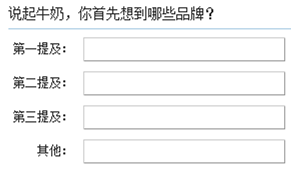 说起牛奶，你首先想到哪些品牌？
第一提及：
第二提及：
第三提及：
其他：